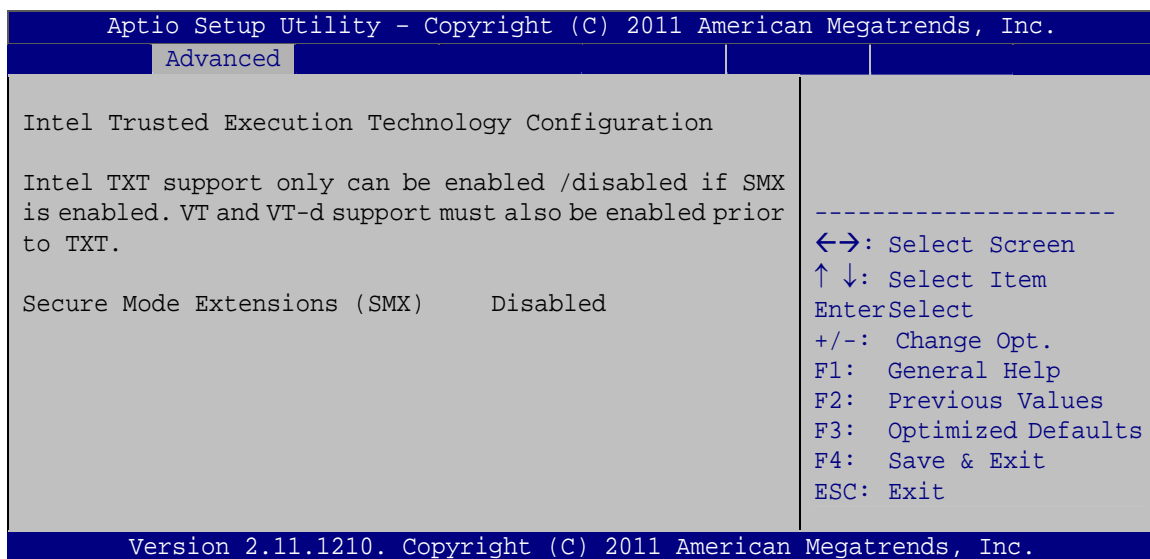 Aptio Setup Utility – Copyright (C) 2011 American Megatrends, Inc.
Advanced
Intel Trusted Execution Technology Configuration
Intel TXT support only can be enabled /disabled if SMX
is enabled. VT and VT-d support must also be enabled prior
to TXT.
Secure Mode Extensions (SMX) Disabled
---------------------
←→: Select Screen
↑ ↓: Select Item
EnterSelect
+/-: Change Opt.
F1: General Help
F2: Previous Values
F3: Optimized Defaults
F4: Save & Exit
ESC: Exit
Version 2.11.1210. Copyright (C) 2011 American Megatrends, Inc.